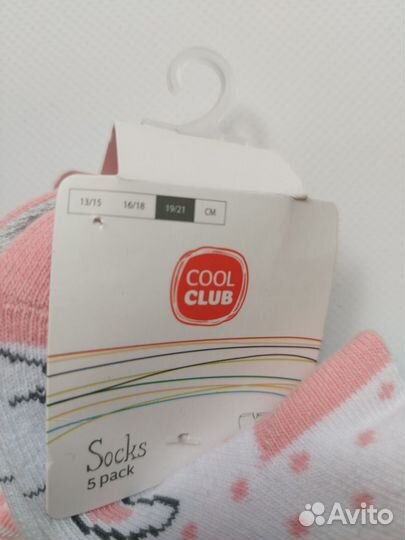 13/15 16/18 19/21 CM
COOL
CLUB
Socks
5 pack
Avito